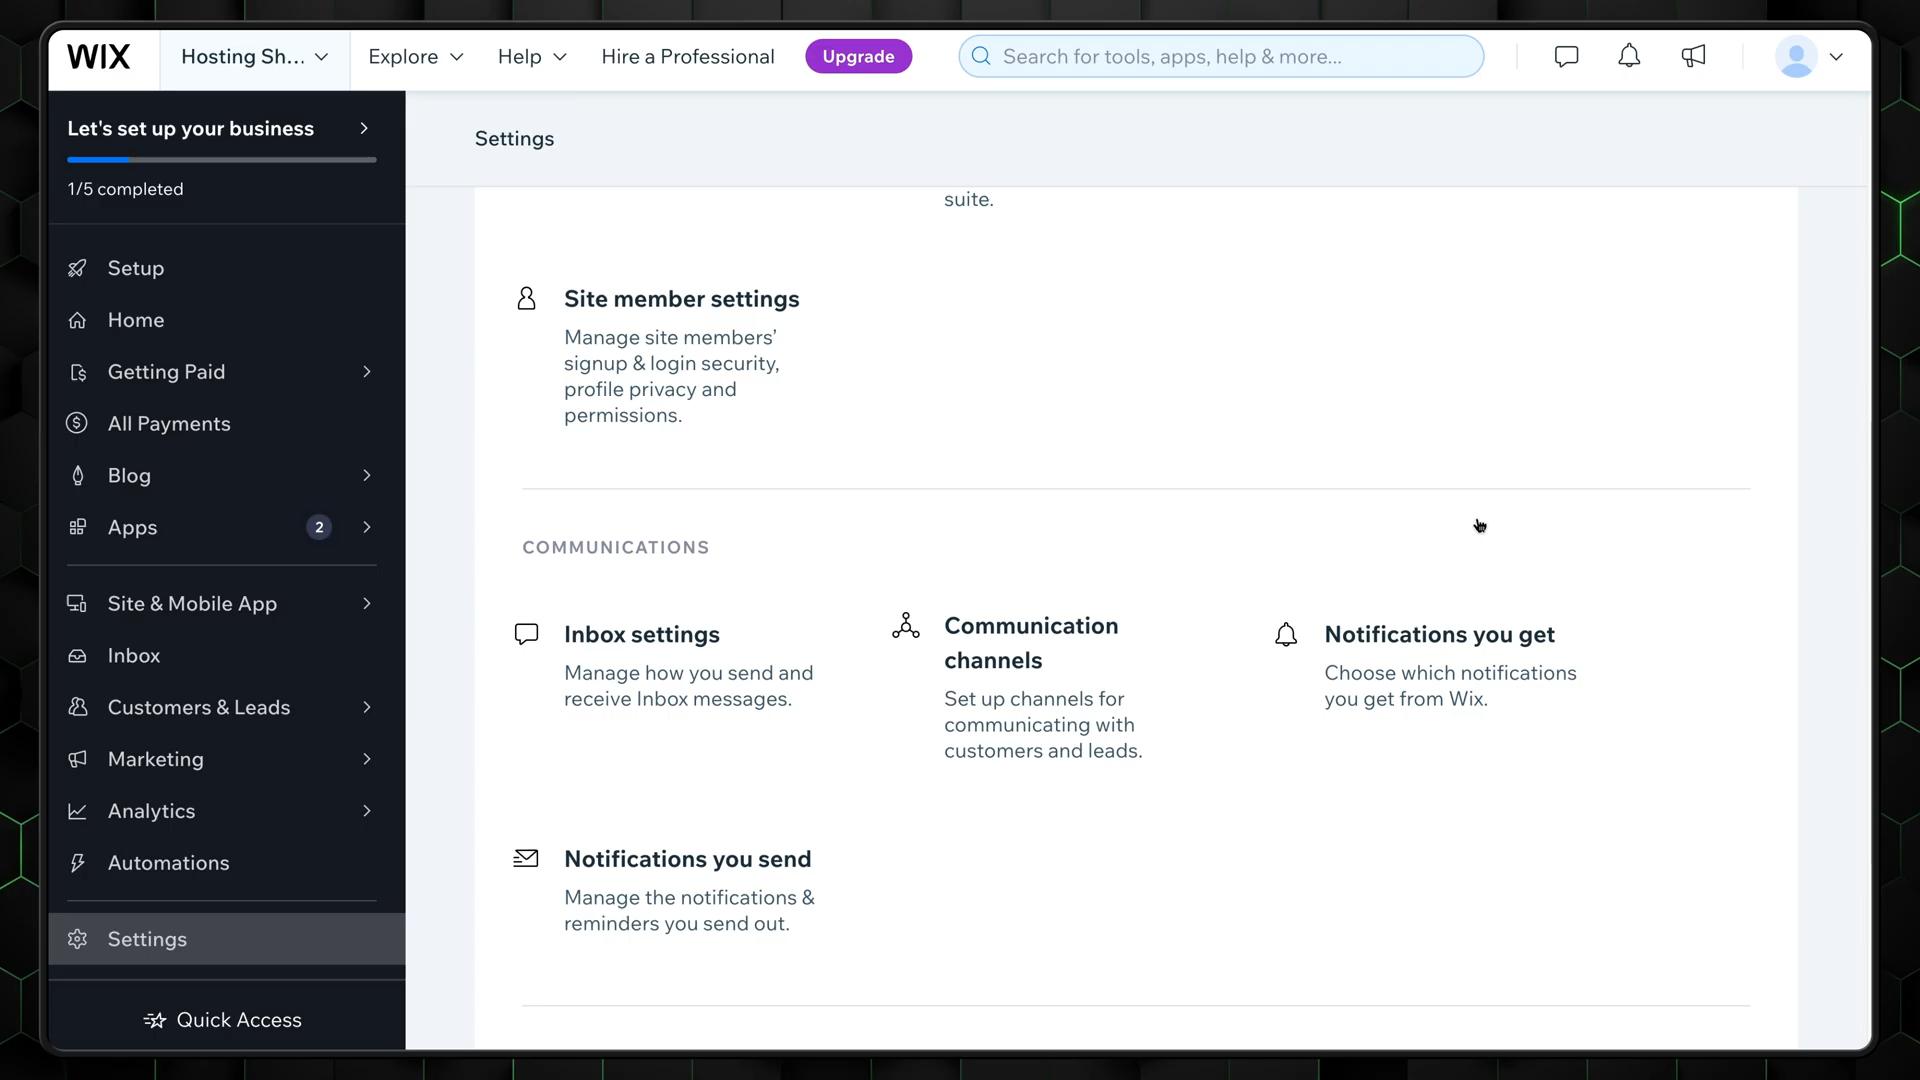 WIX
Hosting Sh...
Explore
Help
Hire a Professional
Upgrade
Search for tools, apps, help & more...
Let's set up your business
1/5 completed
Setup
Home
Getting Paid
All Payments
Blog
Apps
2
Site & Mobile App
Inbox
Customers & Leads
Marketing
Analytics
Automations
Settings
Quick Access
Settings
suite.
Site member settings
Manage site members’
signup & login security,
profile privacy and
permissions.
COMMUNICATIONS
Inbox settings
Manage how you send and
receive Inbox messages.
Communication
channels
Set up channels for
communicating with
customers and leads.
Notifications you get
Choose which notifications
you get from Wix.
Notifications you send
Manage the notifications &
reminders you send out.